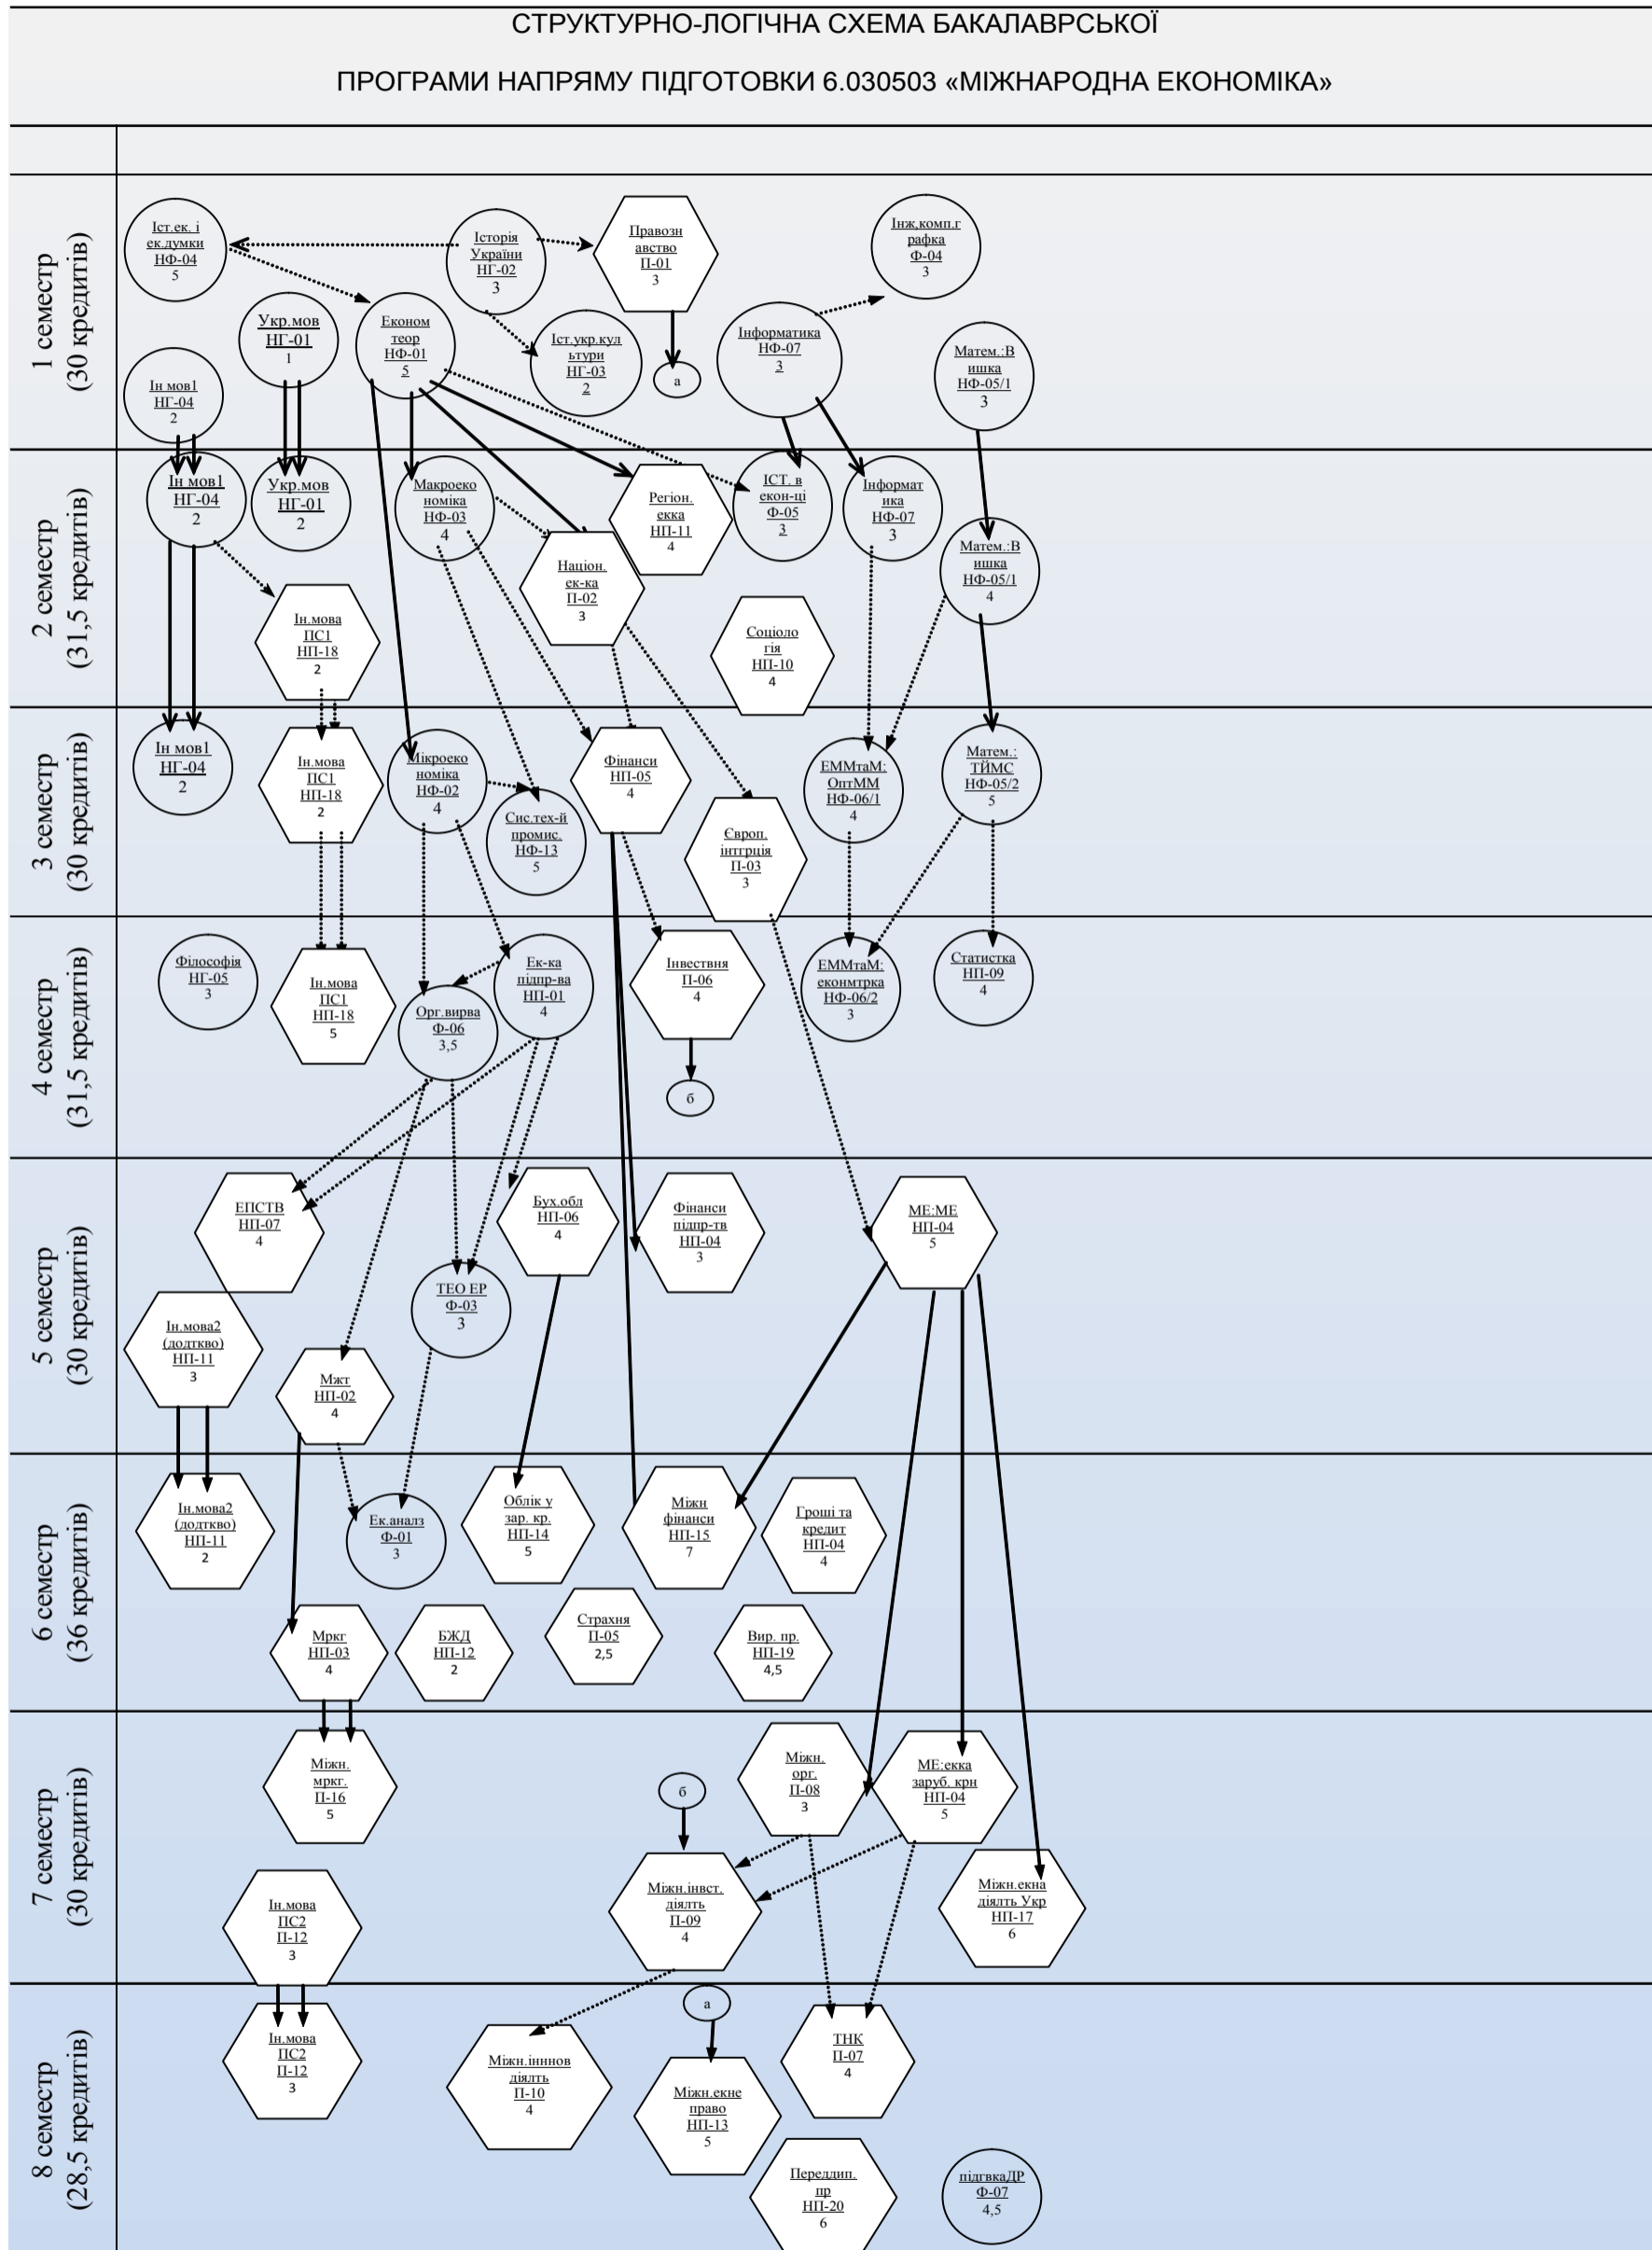 СТРУКТУРНО-ЛОГІЧНА СХЕМА БАКАЛАВРСЬКОЇ
ПРОГРАМИ НАПРЯМУ ПІДГОТОВКИ 6.030503 «МІЖНАРОДНА ЕКОНОМІКА»
1 семестр
(30 кредитів)
Іст.ек. і
ек.думки
НФ-04
5
Історія
України
НГ-02
3
Правозн
авство
П-01
3
Інж,комп.г
рафка
Ф-04
3
Укр.мов
НГ-01
1
Економ
теор
НФ-01
5
Іст.укр.кул
ьтури
НГ-03
2
а
Інформатика
НФ-07
3
Матем.:В
ишка
НФ-05/1
3
Ін мов1
НГ-04
2
2 семестр
(31,5 кредитів)
Ін мов1
НГ-04
2
Укр.мов
НГ-01
2
Макроеко
номіка
НФ-03
4
Регіон.
екка
НП-11
4
ІСТ. в
екон-ці
Ф-05
3
Інформат
ика
НФ-07
3
Матем.:В
ишка
НФ-05/1
4
Націон.
ек-ка
П-02
3
Ін.мова
ПС1
НП-18
2
Соціоло
гія
НП-10
4
3 семестр
(30 кредитів)
Ін мов1
НГ-04
2
Ін.мова
ПС1
НП-18
2
Мікроеко
номіка
НФ-02
4
Сис.тех-й
промис.
НФ-13
5
Фінанси
НП-05
4
Європ.
інтгрція
П-03
3
ЕММтаМ:
ОптММ
НФ-06/1
4
Матем.:
ТЙМС
НФ-05/2
5
4 семестр
(31,5 кредитів)
Філософія
НГ-05
3
Ін.мова
ПС1
НП-18
5
Орг.вирва
Ф-06
3,5
Ек-ка
підпр-ва
НП-01
4
Інвествня
П-06
4
б
ЕММтаМ:
еконмтрка
НФ-06/2
3
Статистка
НП-09
4
5 семестр
(30 кредитів)
ЕПСТВ
НП-07
4
Бух.обл
НП-06
4
Фінанси
підпр-тв
НП-04
3
МЕ:МЕ
НП-04
5
ТЕО ЕР
Ф-03
3
Ін.мова2
(додткво)
НП-11
3
Мжт
НП-02
4
6 семестр
(36 кредитів)
Ін.мова2
(додткво)
НП-11
2
Ек.аналз
Ф-01
3
Облік у
зар. кр.
НП-14
5
Міжн
фінанси
НП-15
7
Гроші та
кредит
НП-04
4
Мркг
НП-03
4
БЖД
НП-12
2
Страхня
П-05
2,5
Вир. пр.
НП-19
4,5
7 семестр
(30 кредитів)
Міжн.
мркг.
П-16
5
б
Міжн.
орг.
П-08
3
МЕ:екка
заруб. крн
НП-04
5
Ін.мова
ПС2
П-12
3
Міжн.інвст.
діялть
П-09
4
Міжн.екна
діялть Укр
НП-17
6
8 семестр
(28,5 кредитів)
Ін.мова
ПС2
П-12
3
Міжн.інннов
діялть
П-10
4
а
Міжн.екне
право
НП-13
5
ТНК
П-07
4
Переддип.
пр
НП-20
6
підгвкаДР
Ф-07
4,5